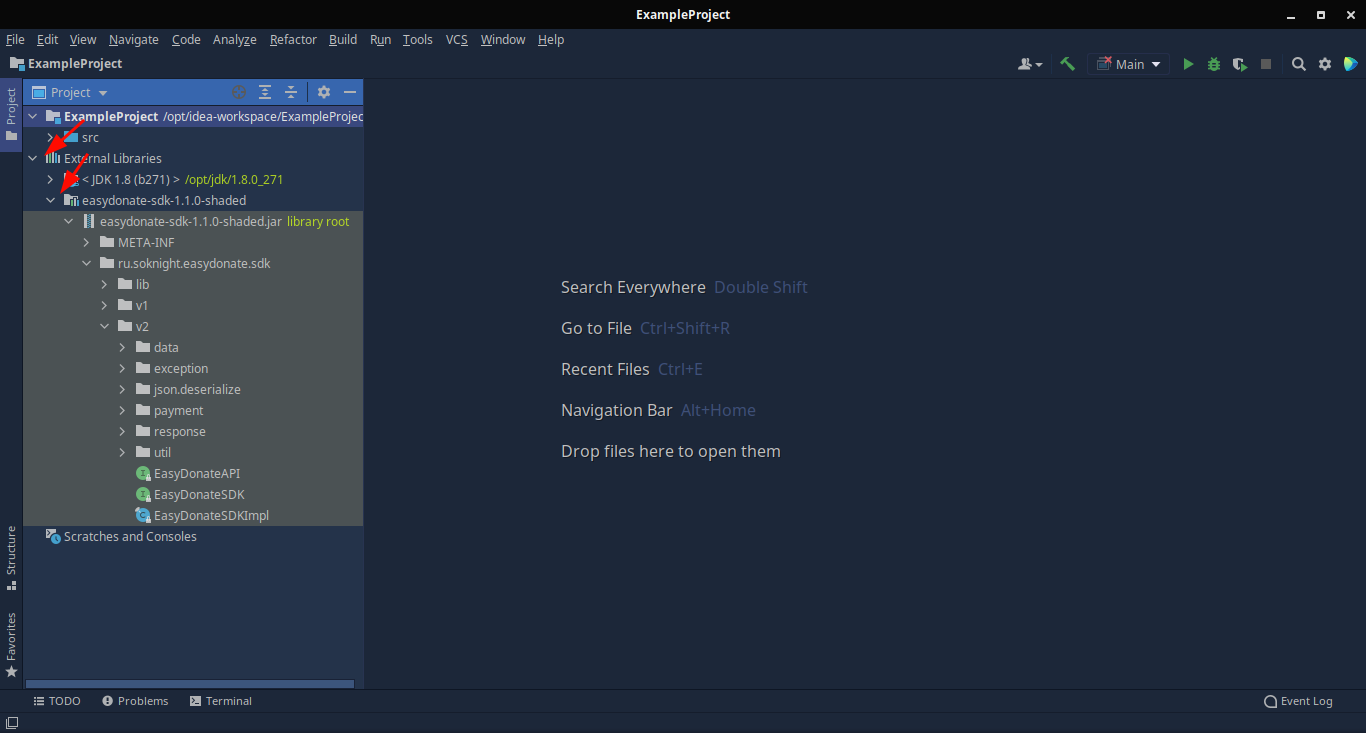 ExampleProject
File Edit View Navigate Code Analyze Refactor Build Run Tools VCS Window Help
ExampleProject
Main
Project
Project
ExampleProject /opt/idea-workspace/ExampleProjec
src
External Libraries
< JDK 1.8 (b271) > /opt/jdk/1.8.0_271
easydonate-sdk-1.1.0-shaded
easydonate-sdk-1.1.0-shaded.jar library root
META-INF
ru.soknight.easydonate.sdk
lib
v1
v2
data
exception
json.deserialize
payment
response
util
EasyDonateAPI
EasyDonateSDK
EasyDonateSDKImpl
Scratches and Consoles
Search Everywhere Double Shift
Go to File Ctrl+Shift+R
Recent Files Ctrl+E
Navigation Bar Alt+Home
Drop files here to open them
Structure
Favorites
TODO Problems Terminal Event Log